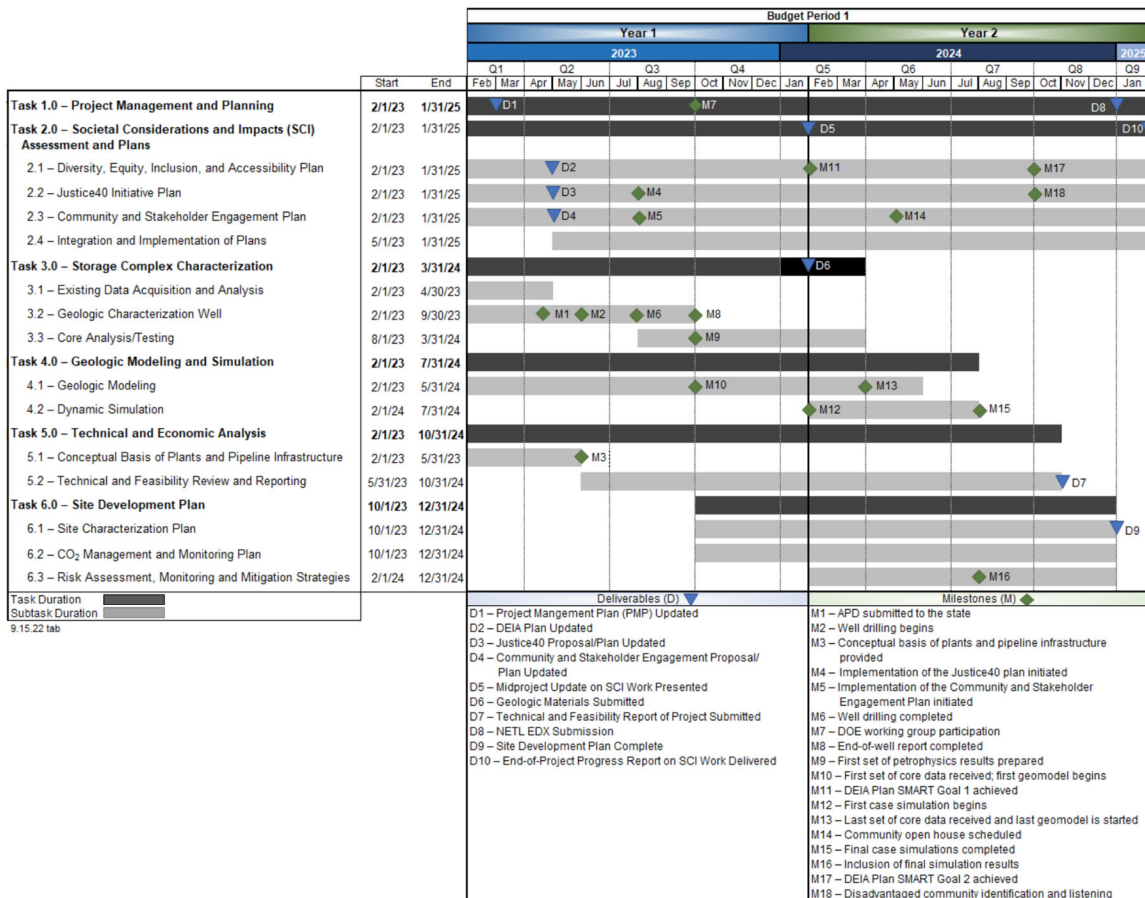 Budget Period 1
Year 1 Year 2
2023 2024 2025
Q1 Q2 Q3 Q4 Q5 Q6 Q7 Q8 Q9
Start End Feb Mar Apr May Jun Jul Aug Sep Oct Nov Dec Jan Feb Mar Apr May Jun Jul Aug Sep Oct Nov Dec Jan
Task 1.0 – Project Management and Planning 2/1/23 1/31/25 D1 M7 D8
Task 2.0 – Societal Considerations and Impacts (SCI) 2/1/23 1/31/25 D5 D10
Assessment and Plans
2.1 – Diversity, Equity, Inclusion, and Accessibility Plan 2/1/23 1/31/25 D2 M11 M17
2.2 – Justice40 Initiative Plan 2/1/23 1/31/25 D3 M4 M18
2.3 – Community and Stakeholder Engagement Plan 2/1/23 1/31/25 D4 M5 M14
2.4 – Integration and Implementation of Plans 5/1/23 1/31/25
Task 3.0 – Storage Complex Characterization 2/1/23 3/31/24 D6
3.1 – Existing Data Acquisition and Analysis 2/1/23 4/30/23
3.2 – Geologic Characterization Well 2/1/23 9/30/23 M1 M2 M6 M8
3.3 – Core Analysis/Testing 8/1/23 3/31/24 M9
Task 4.0 – Geologic Modeling and Simulation 2/1/23 7/31/24
4.1 – Geologic Modeling 2/1/23 5/31/24 M10 M13
4.2 – Dynamic Simulation 2/1/24 7/31/24 M12 M15
Task 5.0 – Technical and Economic Analysis 2/1/23 10/31/24
5.1 – Conceptual Basis of Plants and Pipeline Infrastructure 2/1/23 5/31/23 M3
5.2 – Technical and Feasibility Review and Reporting 5/31/23 10/31/24 D7
Task 6.0 – Site Development Plan 10/1/23 12/31/24
6.1 – Site Characterization Plan 10/1/23 12/31/24 D9
6.2 – CO₂ Management and Monitoring Plan 10/1/23 12/31/24
6.3 – Risk Assessment, Monitoring and Mitigation Strategies 2/1/24 12/31/24 M16
Task Duration
Subtask Duration
9.15.22 tab
Deliverables (D)
D1 – Project Management Plan (PMP) Updated
D2 – DEIA Plan Updated
D3 – Justice40 Proposal/Plan Updated
D4 – Community and Stakeholder Engagement Proposal/
Plan Updated
D5 – Midproject Update on SCI Work Presented
D6 – Geologic Materials Submitted
D7 – Technical and Feasibility Report of Project Submitted
D8 – NETL EDX Submission
D9 – Site Development Plan Complete
D10 – End-of-Project Progress Report on SCI Work Delivered
Milestones (M)
M1 – APD submitted to the state
M2 – Well drilling begins
M3 – Conceptual basis of plants and pipeline infrastructure
provided
M4 – Implementation of the Justice40 plan initiated
M5 – Implementation of the Community and Stakeholder
Engagement Plan initiated
M6 – Well drilling completed
M7 – DOE working group participation
M8 – End-of-well report completed
M9 – First set of petrophysics results prepared
M10 – First set of core data received; first geomodel begins
M11 – DEIA Plan SMART Goal 1 achieved
M12 – First case simulation begins
M13 – Last set of core data received and last geomodel is started
M14 – Community open house scheduled
M15 – Final case simulations completed
M16 – Inclusion of final simulation results
M17 – DEIA Plan SMART Goal 2 achieved
M18 – Disadvantaged community identification and listening